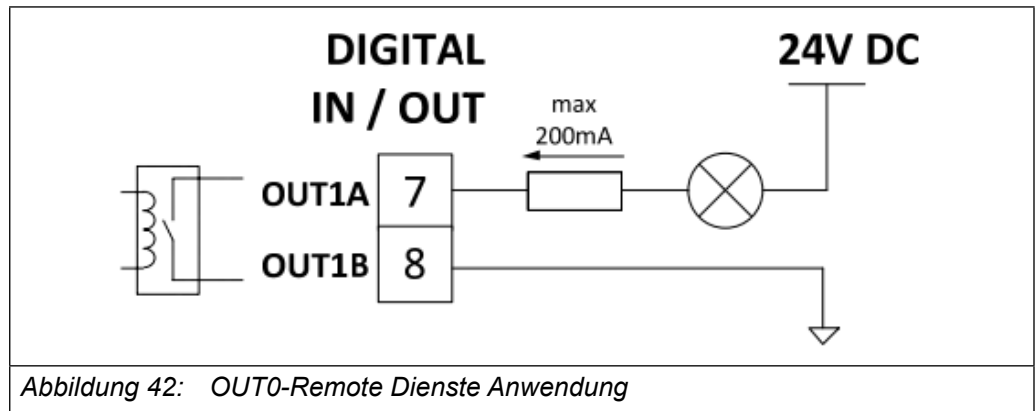 DIGITAL
IN / OUT
24V DC
max
200mA
OUT1A 7
OUT1B 8
Abbildung 42: OUT0-Remote Dienste Anwendung